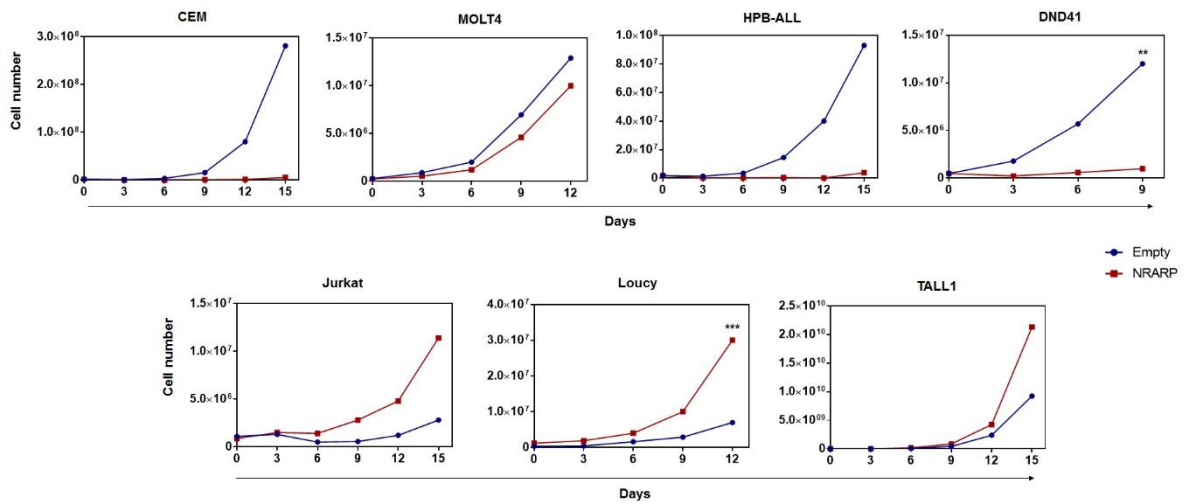 CEM
MOLT4
HPB-ALL
DND41
Cell number
3.0×10⁸
2.0×10⁸
1.0×10⁸
0
0 3 6 9 12 15
1.5×10⁷
1.0×10⁷
5.0×10⁶
0
0 3 6 9 12
1.0×10⁸
8.0×10⁷
6.0×10⁷
4.0×10⁷
2.0×10⁷
0
0 3 6 9 12 15
1.5×10⁷
1.0×10⁷
5.0×10⁶
0
**
0 3 6 9
Days
Empty
NRARP
Jurkat
Loucy
TALL1
Cell number
1.5×10⁷
1.0×10⁷
5.0×10⁶
0
0 3 6 9 12 15
4.0×10⁷
3.0×10⁷
2.0×10⁷
1.0×10⁷
0
***
0 3 6 9 12
2.5×10¹⁰
2.0×10¹⁰
1.5×10¹⁰
1.0×10¹⁰
5.0×10⁰⁹
0
0 3 6 9 12 15
Days